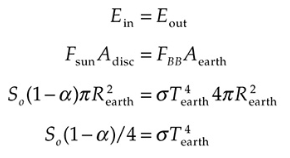 E_in = E_out
F_sun A_disc = F_BB A_earth
S_o(1−α)πR²_earth = σT⁴_earth 4πR²_earth
S_o(1−α)/4 = σT⁴_earth